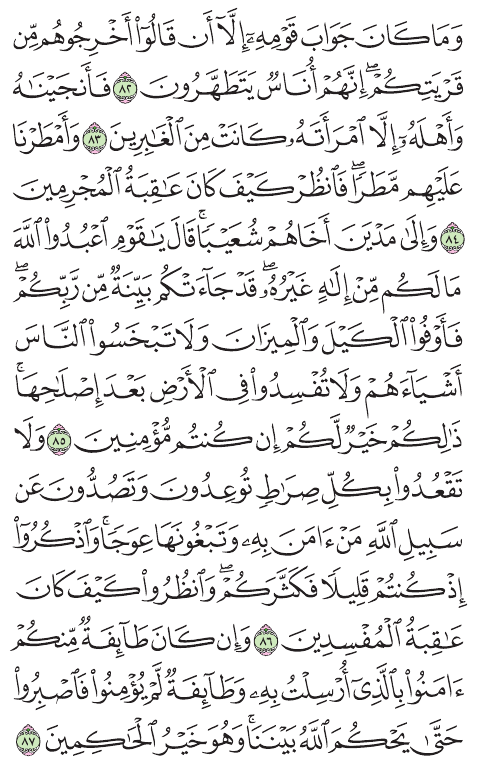 وَمَا كَانَ جَوَابَ قَوْمِهِۦٓ إِلَّآ أَن قَالُوٓا۟ أَخْرِجُوهُم مِّن
قَرْيَتِكُمْ ۖ إِنَّهُمْ أُنَاسٌ يَتَطَهَّرُونَ ٨٢ فَأَنجَيْنَـٰهُ
وَأَهْلَهُۥٓ إِلَّا ٱمْرَأَتَهُۥ كَانَتْ مِنَ ٱلْغَـٰبِرِينَ ٨٣ وَأَمْطَرْنَا
عَلَيْهِم مَّطَرًا ۖ فَٱنظُرْ كَيْفَ كَانَ عَـٰقِبَةُ ٱلْمُجْرِمِينَ
٨٤ وَإِلَىٰ مَدْيَنَ أَخَاهُمْ شُعَيْبًا ۗ قَالَ يَـٰقَوْمِ ٱعْبُدُوا۟ ٱللَّهَ
مَا لَكُم مِّنْ إِلَـٰهٍ غَيْرُهُۥ ۖ قَدْ جَآءَتْكُم بَيِّنَةٌ مِّن رَّبِّكُمْ ۖ
فَأَوْفُوا۟ ٱلْكَيْلَ وَٱلْمِيزَانَ وَلَا تَبْخَسُوا۟ ٱلنَّاسَ
أَشْيَآءَهُمْ وَلَا تُفْسِدُوا۟ فِى ٱلْأَرْضِ بَعْدَ إِصْلَـٰحِهَا ۚ
ذَٰلِكُمْ خَيْرٌ لَّكُمْ إِن كُنتُم مُّؤْمِنِينَ ٨٥ وَلَا
تَقْعُدُوا۟ بِكُلِّ صِرَٰطٍ تُوعِدُونَ وَتَصُدُّونَ عَن
سَبِيلِ ٱللَّهِ مَنْ ءَامَنَ بِهِۦ وَتَبْغُونَهَا عِوَجًا ۚ وَٱذْكُرُوٓا۟
إِذْ كُنتُمْ قَلِيلًا فَكَثَّرَكُمْ ۖ وَٱنظُرُوا۟ كَيْفَ كَانَ
عَـٰقِبَةُ ٱلْمُفْسِدِينَ ٨٦ وَإِن كَانَ طَآئِفَةٌ مِّنكُمْ
ءَامَنُوا۟ بِٱلَّذِىٓ أُرْسِلْتُ بِهِۦ وَطَآئِفَةٌ لَّمْ يُؤْمِنُوا۟ فَٱصْبِرُوا۟
حَتَّىٰ يَحْكُمَ ٱللَّهُ بَيْنَنَا ۚ وَهُوَ خَيْرُ ٱلْحَـٰكِمِينَ ٨٧